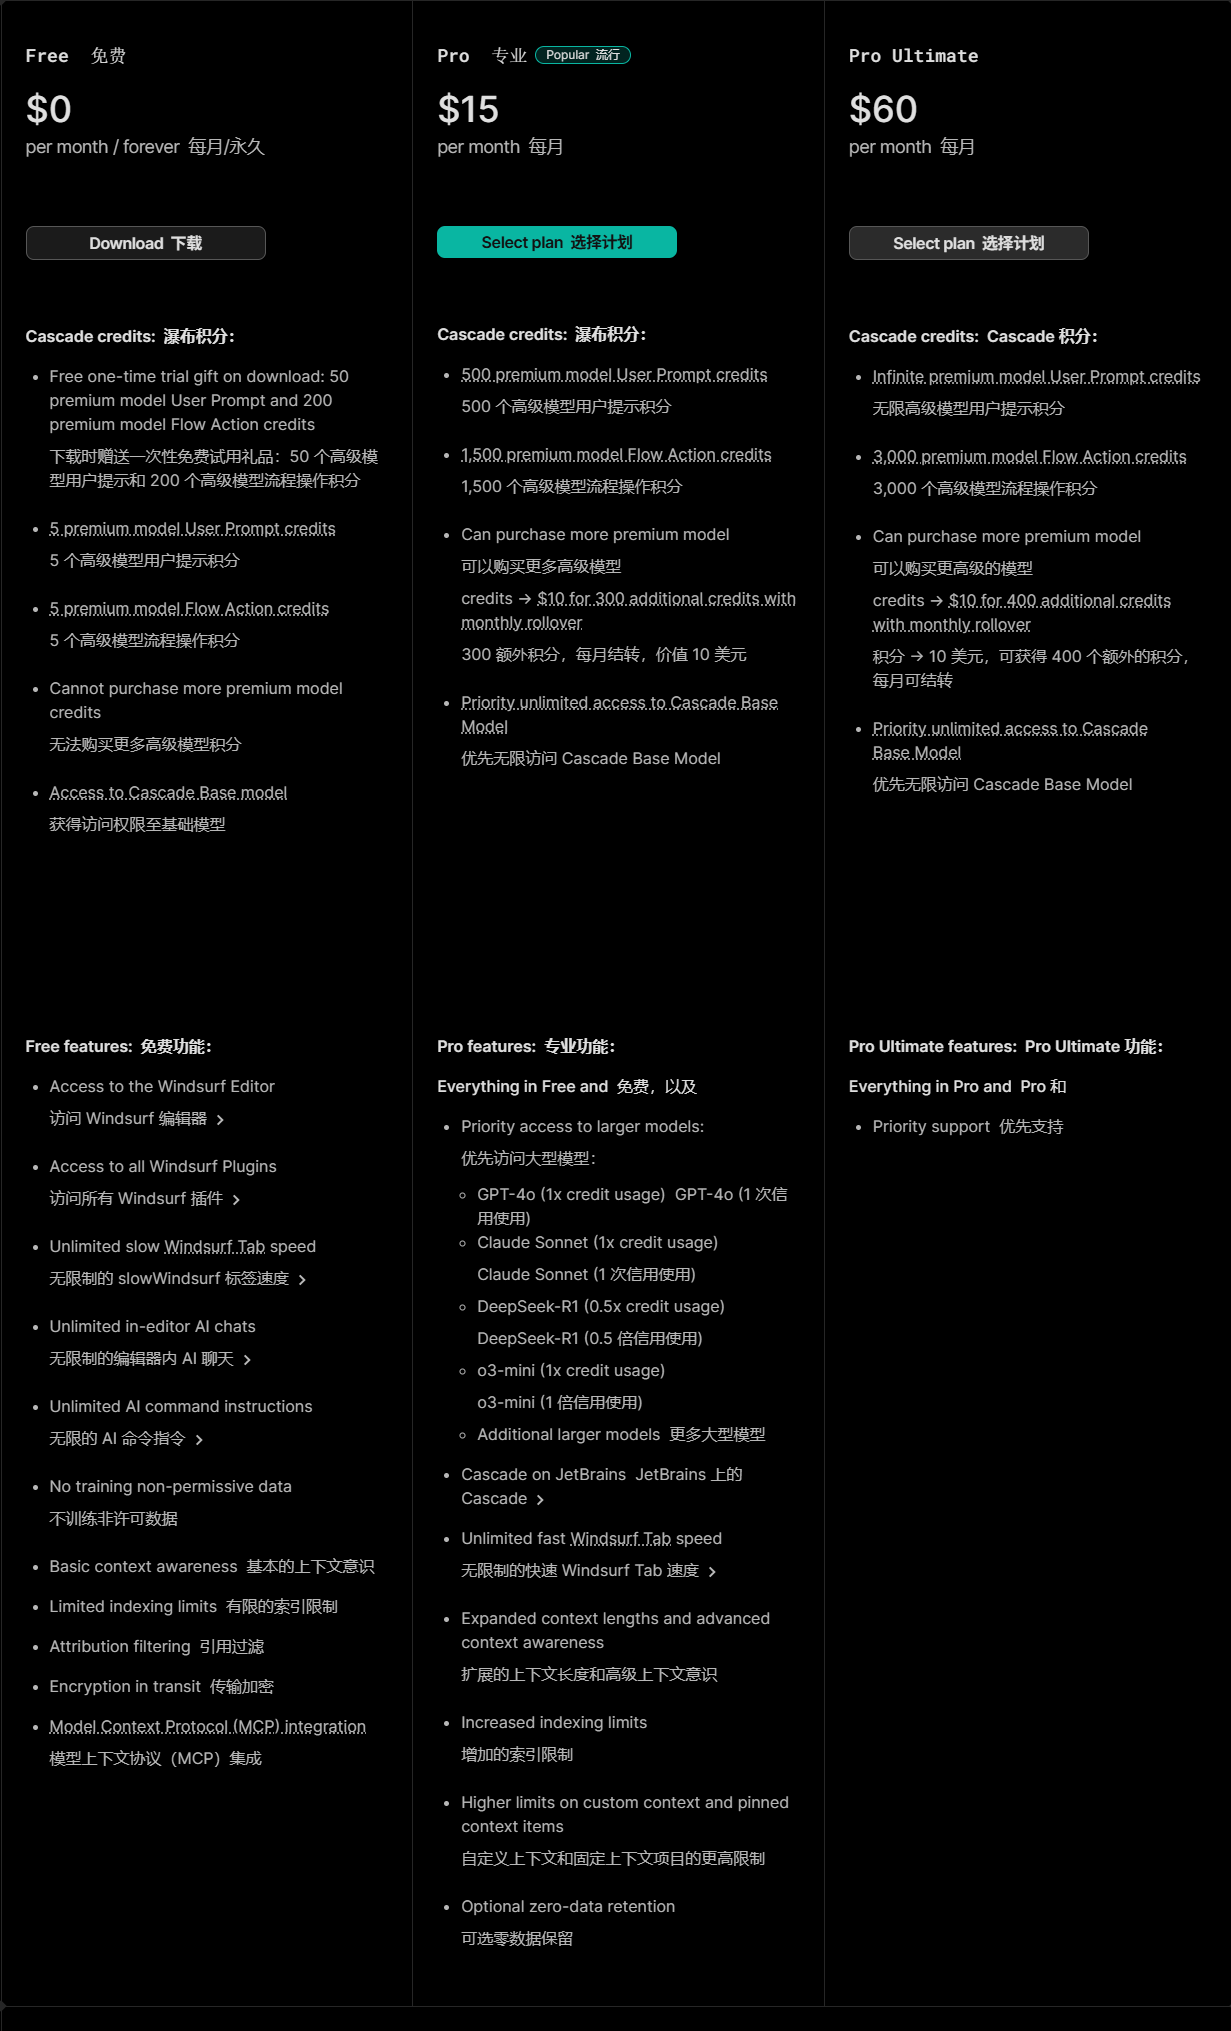 Free 免费
$0
per month / forever 每月/永久
Download 下载
Cascade credits: 瀑布积分：
Free one-time trial gift on download: 50
premium model User Prompt and 200
premium model Flow Action credits
下载时赠送一次性免费试用礼品：50 个高级模
型用户提示和 200 个高级模型流程操作积分
5 premium model User Prompt credits
5 个高级模型用户提示积分
5 premium model Flow Action credits
5 个高级模型流程操作积分
Cannot purchase more premium model
credits
无法购买更多高级模型积分
Access to Cascade Base model
获得访问权限至基础模型
Free features: 免费功能：
Access to the Windsurf Editor
访问 Windsurf 编辑器
Access to all Windsurf Plugins
访问所有 Windsurf 插件
Unlimited slow Windsurf Tab speed
无限制的 slowWindsurf 标签速度
Unlimited in-editor AI chats
无限制的编辑器内 AI 聊天
Unlimited AI command instructions
无限的 AI 命令指令
No training non-permissive data
不训练非许可数据
Basic context awareness 基本的上下文意识
Limited indexing limits 有限的索引限制
Attribution filtering 引用过滤
Encryption in transit 传输加密
Model Context Protocol (MCP) integration
模型上下文协议（MCP）集成
Pro 专业 Popular 流行
$15
per month 每月
Select plan 选择计划
Cascade credits: 瀑布积分：
500 premium model User Prompt credits
500 个高级模型用户提示积分
1,500 premium model Flow Action credits
1,500 个高级模型流程操作积分
Can purchase more premium model
可以购买更多高级模型
credits → $10 for 300 additional credits with
monthly rollover
300 额外积分，每月结转，价值 10 美元
Priority unlimited access to Cascade Base
Model
优先无限访问 Cascade Base Model
Pro features: 专业功能：
Everything in Free and 免费，以及
Priority access to larger models:
优先访问大型模型：
GPT-4o (1x credit usage) GPT-4o (1 次信
用使用)
Claude Sonnet (1x credit usage)
Claude Sonnet (1 次信用使用)
DeepSeek-R1 (0.5x credit usage)
DeepSeek-R1 (0.5 倍信用使用)
o3-mini (1x credit usage)
o3-mini (1 倍信用使用)
Additional larger models 更多大型模型
Cascade on JetBrains JetBrains 上的
Cascade
Unlimited fast Windsurf Tab speed
无限制的快速 Windsurf Tab 速度
Expanded context lengths and advanced
context awareness
扩展的上下文长度和高级上下文意识
Increased indexing limits
增加的索引限制
Higher limits on custom context and pinned
context items
自定义上下文和固定上下文项目的更高限制
Optional zero-data retention
可选零数据保留
Pro Ultimate
$60
per month 每月
Select plan 选择计划
Cascade credits: Cascade 积分：
Infinite premium model User Prompt credits
无限高级模型用户提示积分
3,000 premium model Flow Action credits
3,000 个高级模型流程操作积分
Can purchase more premium model
可以购买更高级的模型
credits → $10 for 400 additional credits
with monthly rollover
积分 → 10 美元，可获得 400 个额外的积分，
每月可结转
Priority unlimited access to Cascade
Base Model
优先无限访问 Cascade Base Model
Pro Ultimate features: Pro Ultimate 功能：
Everything in Pro and Pro 和
Priority support 优先支持